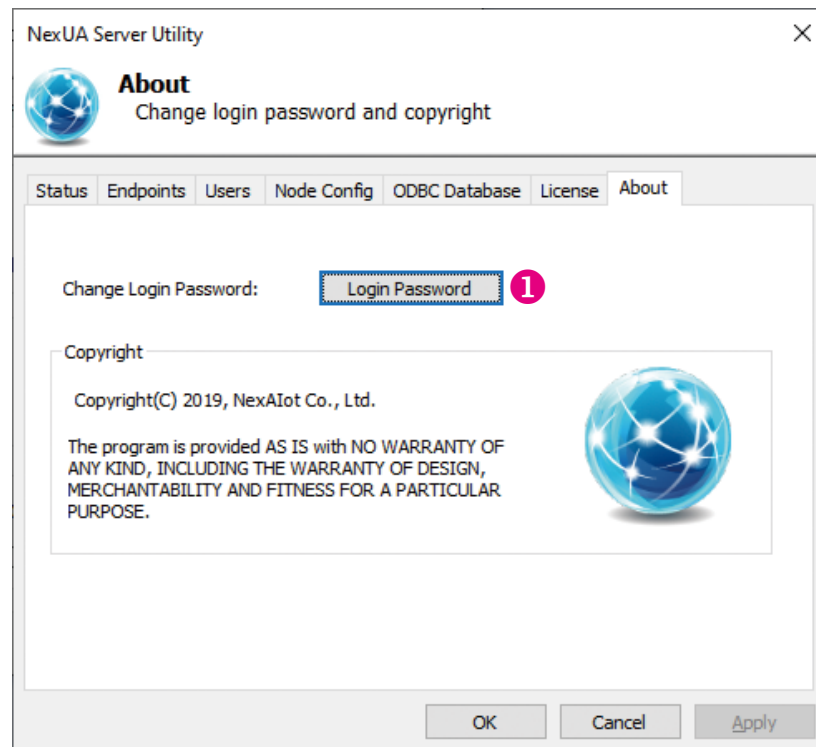 NexUA Server Utility
About
Change login password and copyright
Status Endpoints Users Node Config ODBC Database License About
Change Login Password: Login Password ❶
Copyright
Copyright(C) 2019, NexAIot Co., Ltd.
The program is provided AS IS with NO WARRANTY OF
ANY KIND, INCLUDING THE WARRANTY OF DESIGN,
MERCHANTABILITY AND FITNESS FOR A PARTICULAR
PURPOSE.
OK Cancel Apply